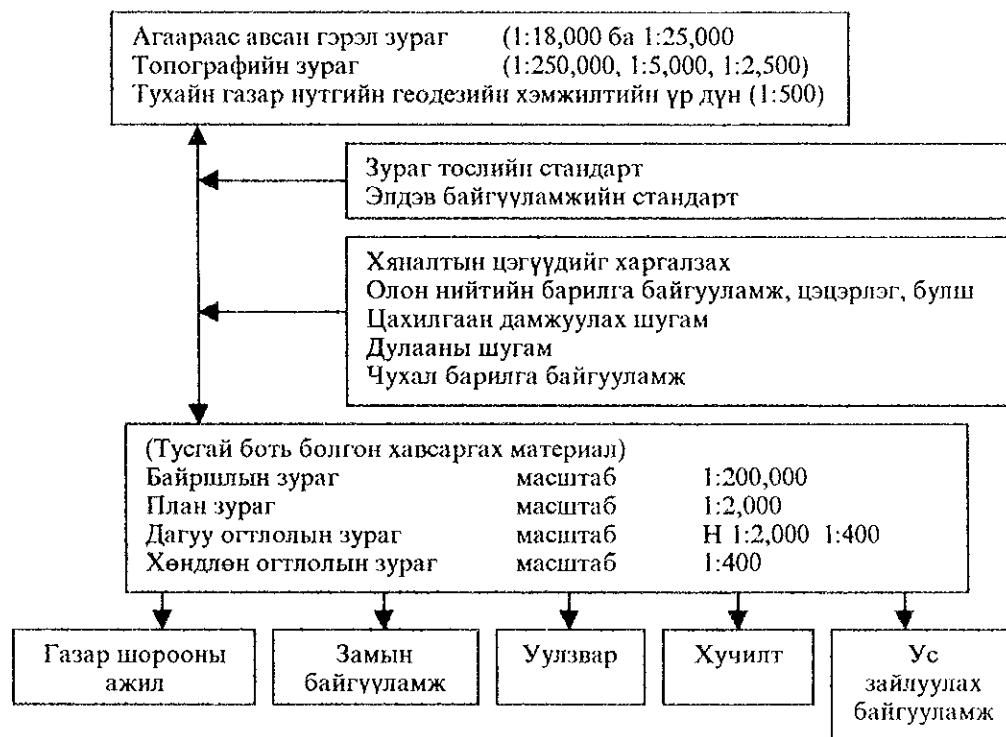 Агаараас авсан гэрэл зураг (1:18,000 ба 1:25,000
Топографийн зураг (1:250,000, 1:5,000, 1:2,500)
Тухайн газар нутгийн геодезийн хэмжилтийн үр дүн (1:500)
Зураг төслийн стандарт
Элдэв байгууламжийн стандарт
Хяналтын цэгүүдийг харгалзах
Олон нийтийн барилга байгууламж, цэцэрлэг, булш
Цахилгаан дамжуулах шугам
Дулааны шугам
Чухал барилга байгууламж
(Тусгай боть болгон хавсаргах материал)
Байршлын зураг масштаб 1:200,000
План зураг масштаб 1:2,000
Дагуу огтлолын зураг масштаб Н 1:2,000 1:400
Хөндлөн огтлолын зураг масштаб 1:400
Газар шорооны
ажил
Замын
байгууламж
Уулзвар
Хучилт
Ус
зайлуулах
байгууламж